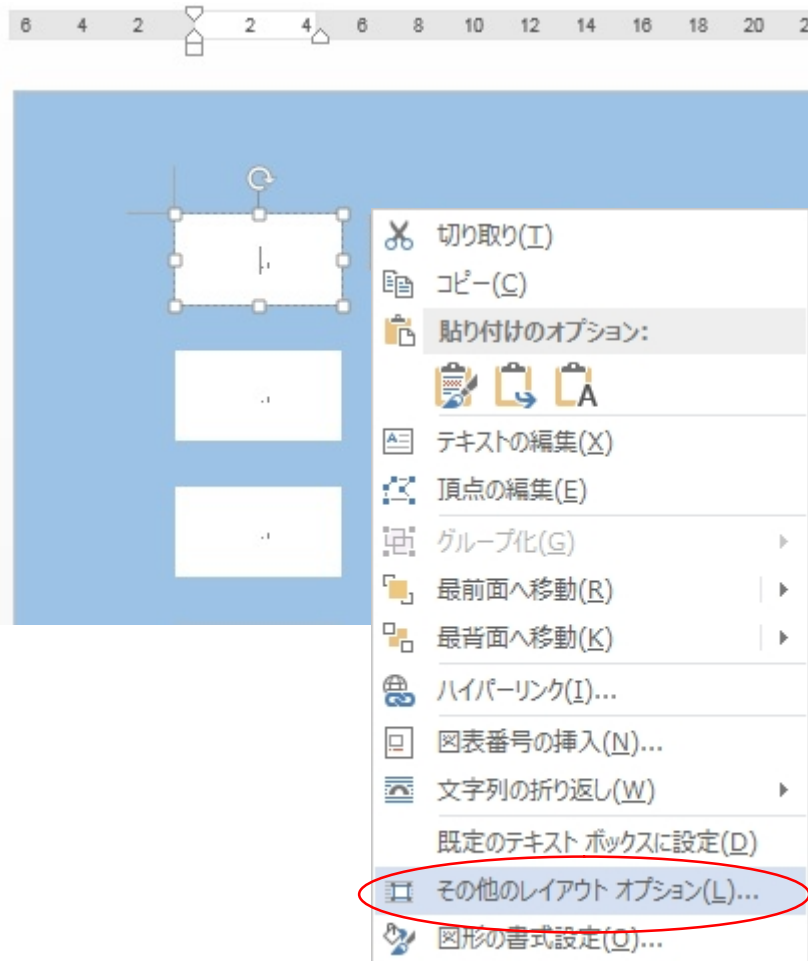 6 4 2 2 4 6 8 10 12 14 16 18 20 2
切り取り(T)
コピー(C)
貼り付けのオプション:
A
テキストの編集(X)
頂点の編集(E)
グループ化(G)
最前面へ移動(R)
最背面へ移動(K)
ハイパーリンク(I)...
図表番号の挿入(N)...
文字列の折り返し(W)
既定のテキスト ボックスに設定(D)
その他のレイアウト オプション(L)...
図形の書式設定(O)...